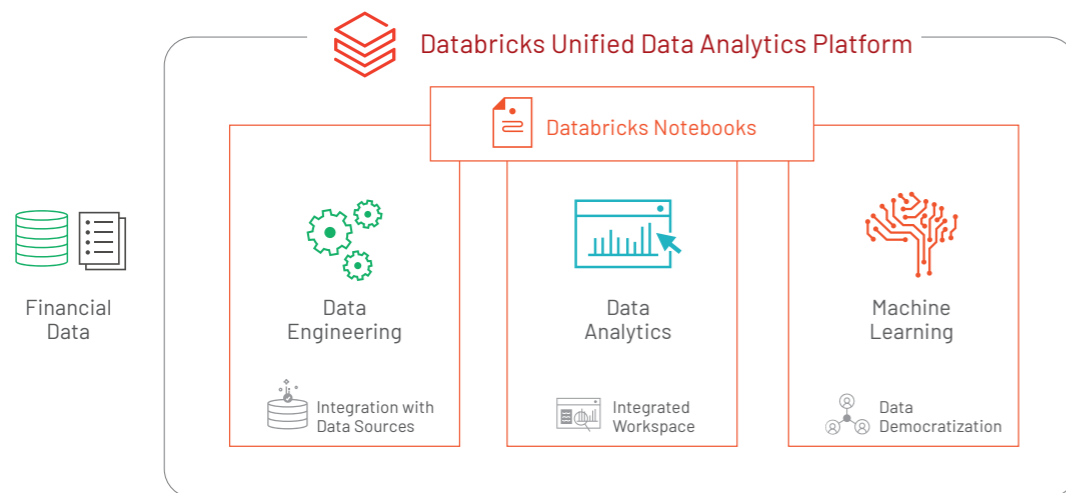 Databricks Unified Data Analytics Platform
Databricks Notebooks
Financial
Data
Data
Engineering
Integration with
Data Sources
Data
Analytics
Integrated
Workspace
Machine
Learning
Data
Democratization